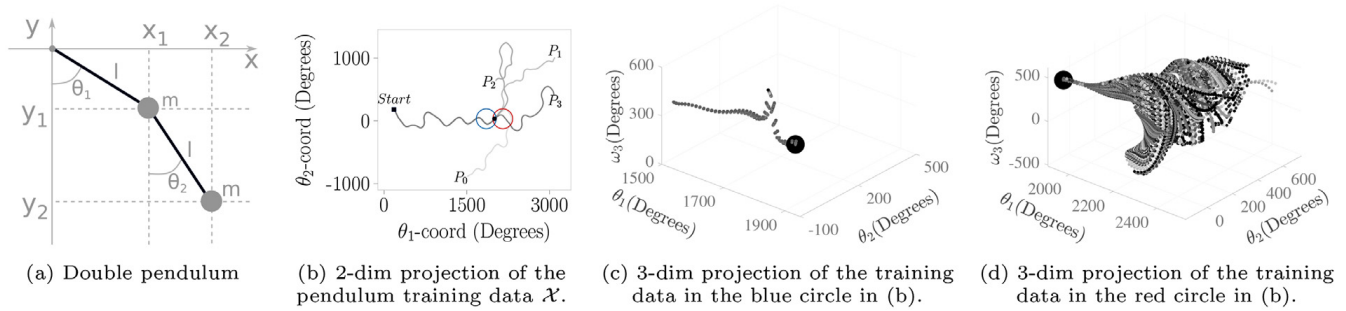 y
x₁
x₂
x
θ₁
l
m
y₁
l
θ₂
m
y₂
(a) Double pendulum
θ₂-coord (Degrees)
1000
0
-1000
Start
P₁
P₂
P₃
P₀
0
1500
3000
θ₁-coord (Degrees)
(b) 2-dim projection of the
pendulum training data 𝒳.
ω₃(Degrees)
600
300
0
1500
1700
1900
θ₁(Degrees)
-100
200
500
θ₂(Degrees)
(c) 3-dim projection of the training
data in the blue circle in (b).
ω₃(Degrees)
500
0
-500
2000
2200
2400
θ₁(Degrees)
0
200
400
600
θ₂(Degrees)
(d) 3-dim projection of the training
data in the red circle in (b).